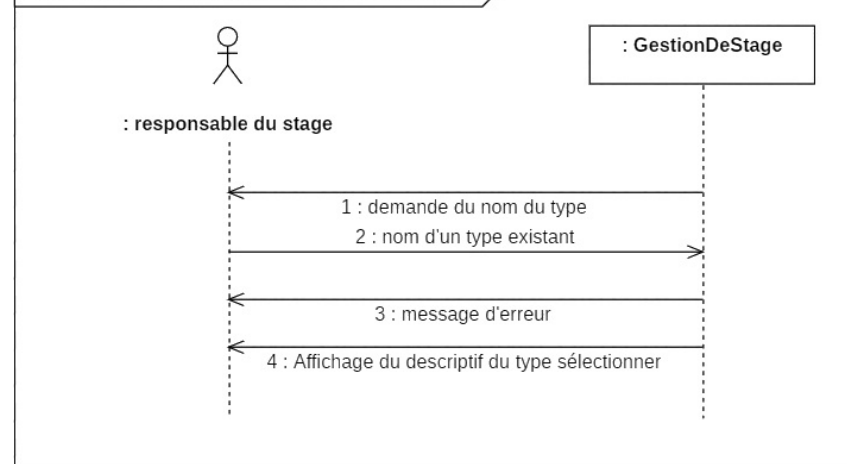 : GestionDeStage
: responsable du stage
1 : demande du nom du type
2 : nom d'un type existant
3 : message d'erreur
4 : Affichage du descriptif du type sélectionner